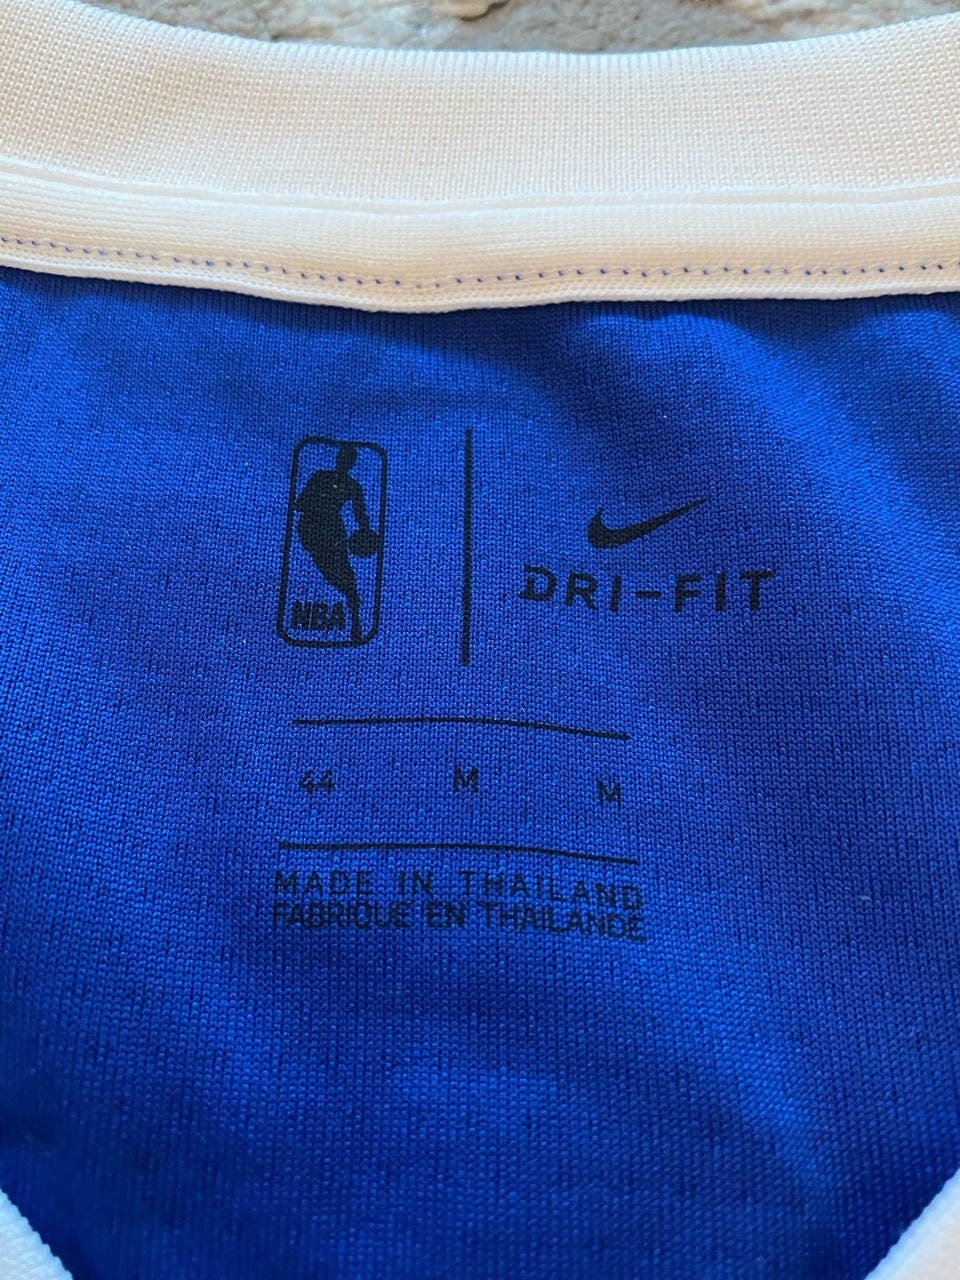 NBA
DRI-FIT
44 M M
MADE IN THAILAND
FABRIQUE EN THAILANDE